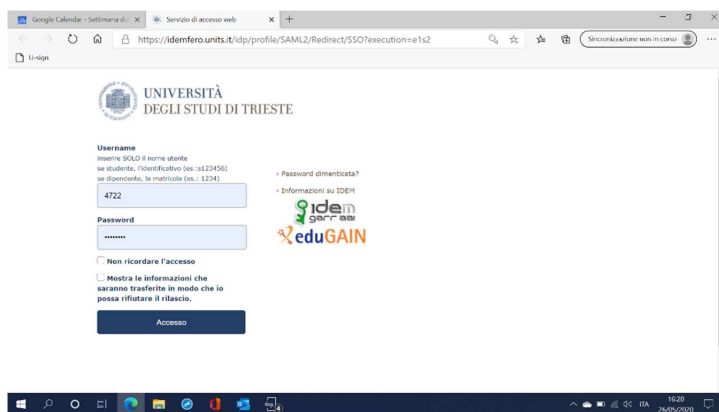 Google Calendar - Settimana del
Servizio di accesso web
https://idemfero.units.it/idp/profile/SAML2/Redirect/SSO?execution=e1s2
Sincronizzazione non in corso
U-sign
UNIVERSITÀ
DEGLI STUDI DI TRIESTE
Username
Inserire SOLO il nome utente
se studente, l'identificativo (es.:s123456)
se dipendente, la matricola (es.: 1234)
4722
Password
••••••••
Non ricordare l'accesso
Mostra le informazioni che
saranno trasferite in modo che io
possa rifiutare il rilascio.
Accesso
Password dimenticata?
Informazioni su IDEM
idem
garr aai
eduGAIN
ITA
16:20
26/05/2020